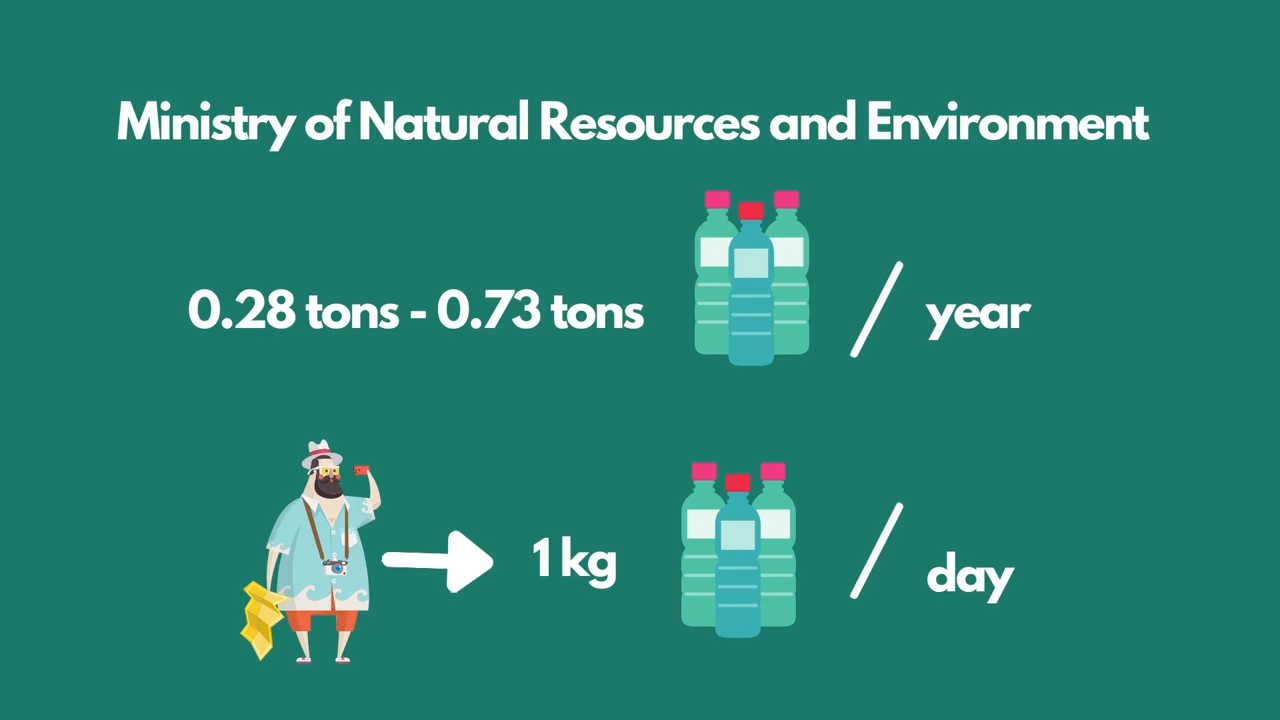 Ministry of Natural Resources and Environment
0.28 tons - 0.73 tons / year
1 kg / day